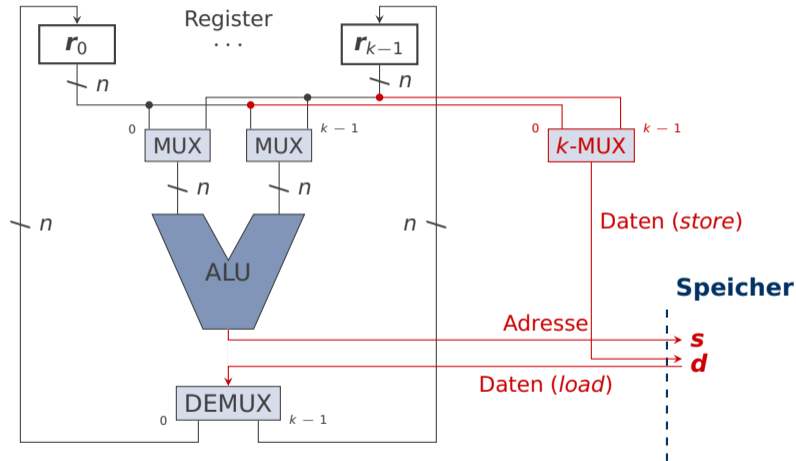 Register
r₀
. . .
rₖ₋₁
n
n
0
MUX
MUX
k − 1
0
k-MUX
k − 1
n
n
n
n
Daten (store)
ALU
Speicher
Adresse
s
d
Daten (load)
DEMUX
0
k − 1